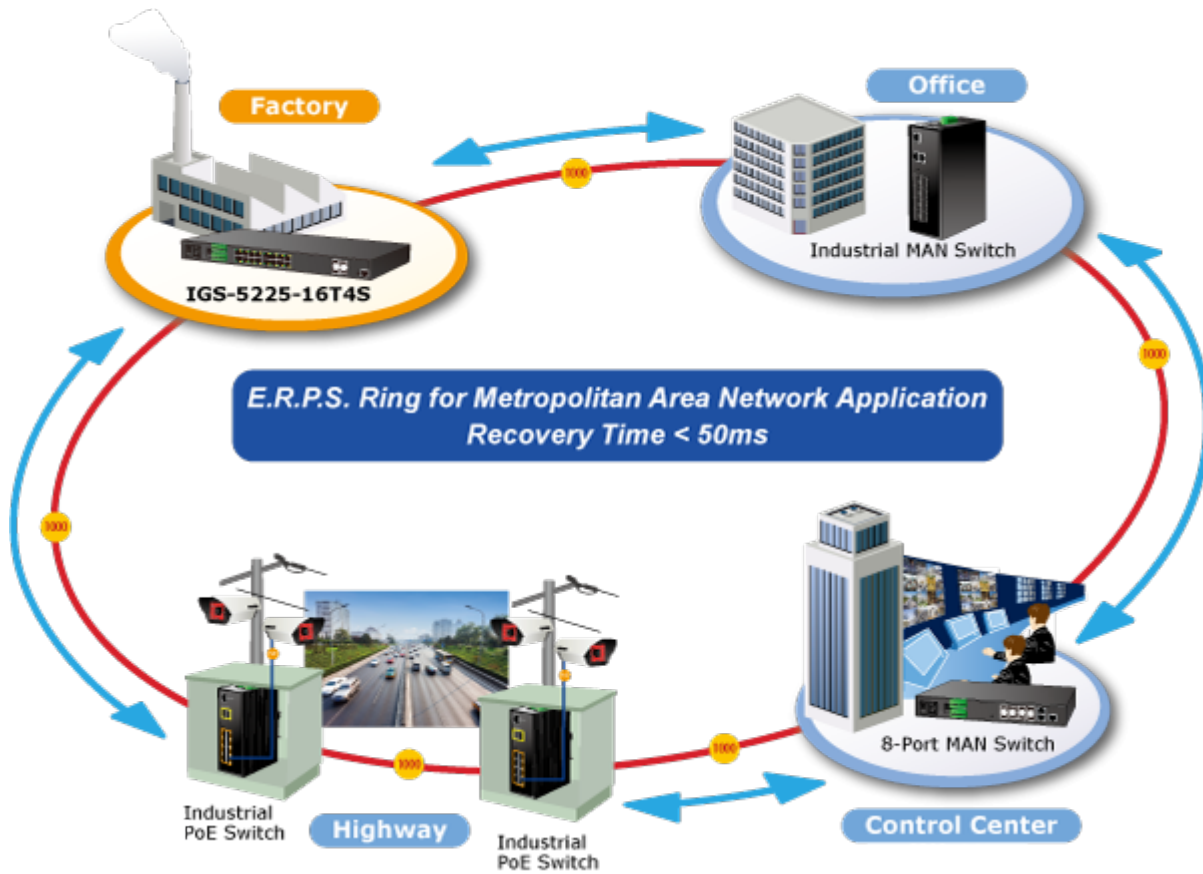 Factory
Office
1000
Industrial MAN Switch
IGS-5225-16T4S
1000
E.R.P.S. Ring for Metropolitan Area Network Application
Recovery Time < 50ms
1000
8-Port MAN Switch
1000
1000
Industrial
PoE Switch
Highway
Industrial
PoE Switch
Control Center